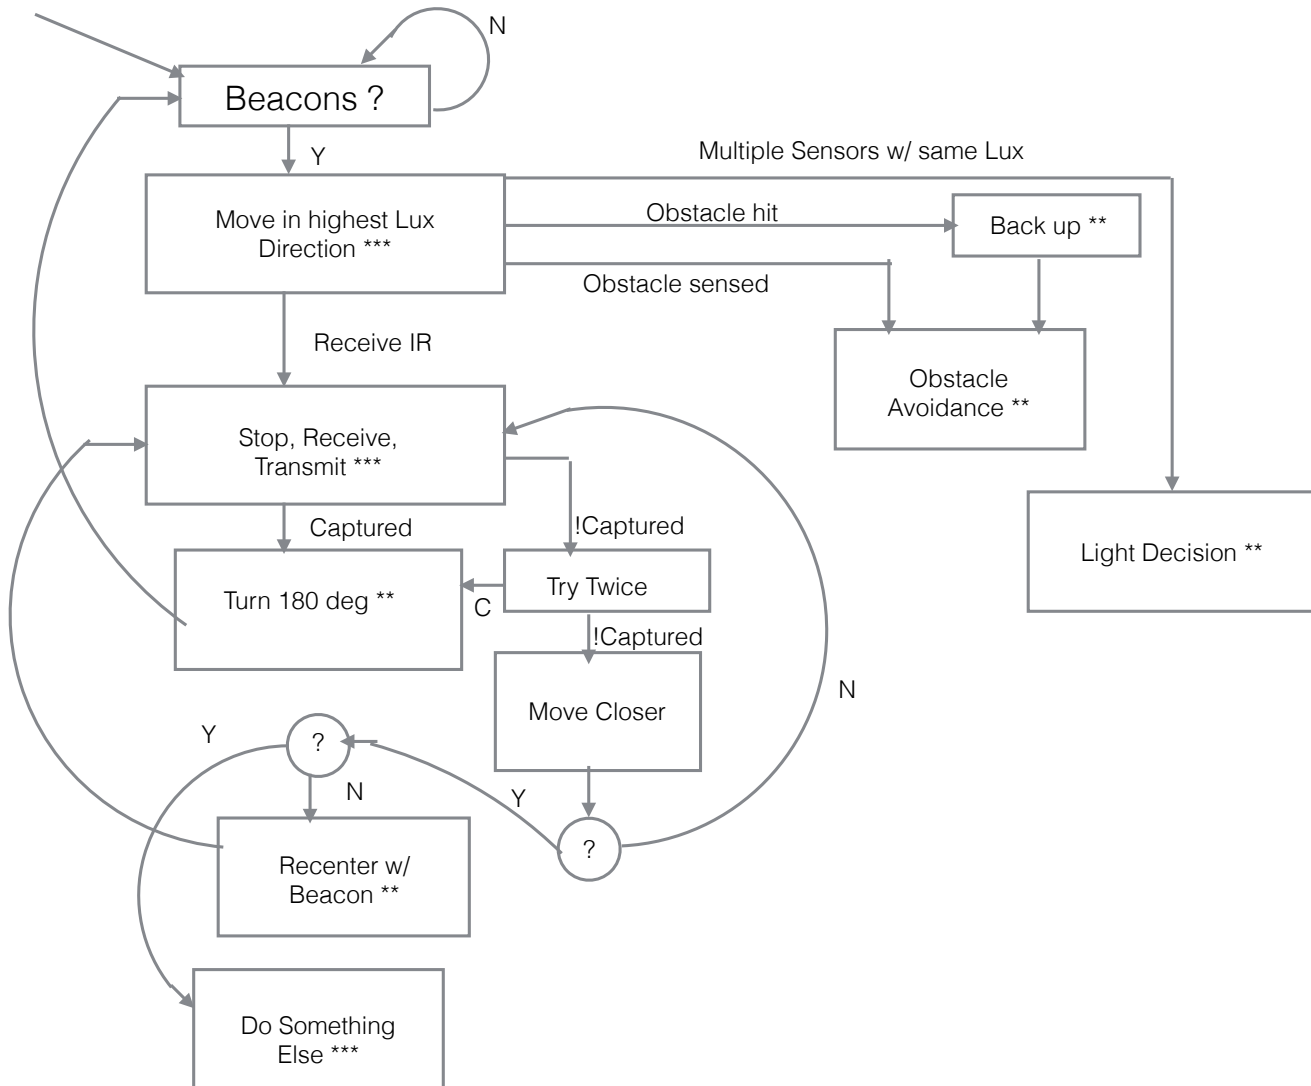 N
Beacons ?
Y
Multiple Sensors w/ same Lux
Move in highest Lux
Direction ***
Obstacle hit
Back up **
Obstacle sensed
Receive IR
Obstacle
Avoidance **
Stop, Receive,
Transmit ***
Captured
!Captured
Light Decision **
Turn 180 deg **
C
Try Twice
!Captured
Move Closer
N
Y
?
N
Y
?
Recenter w/
Beacon **
Do Something
Else ***